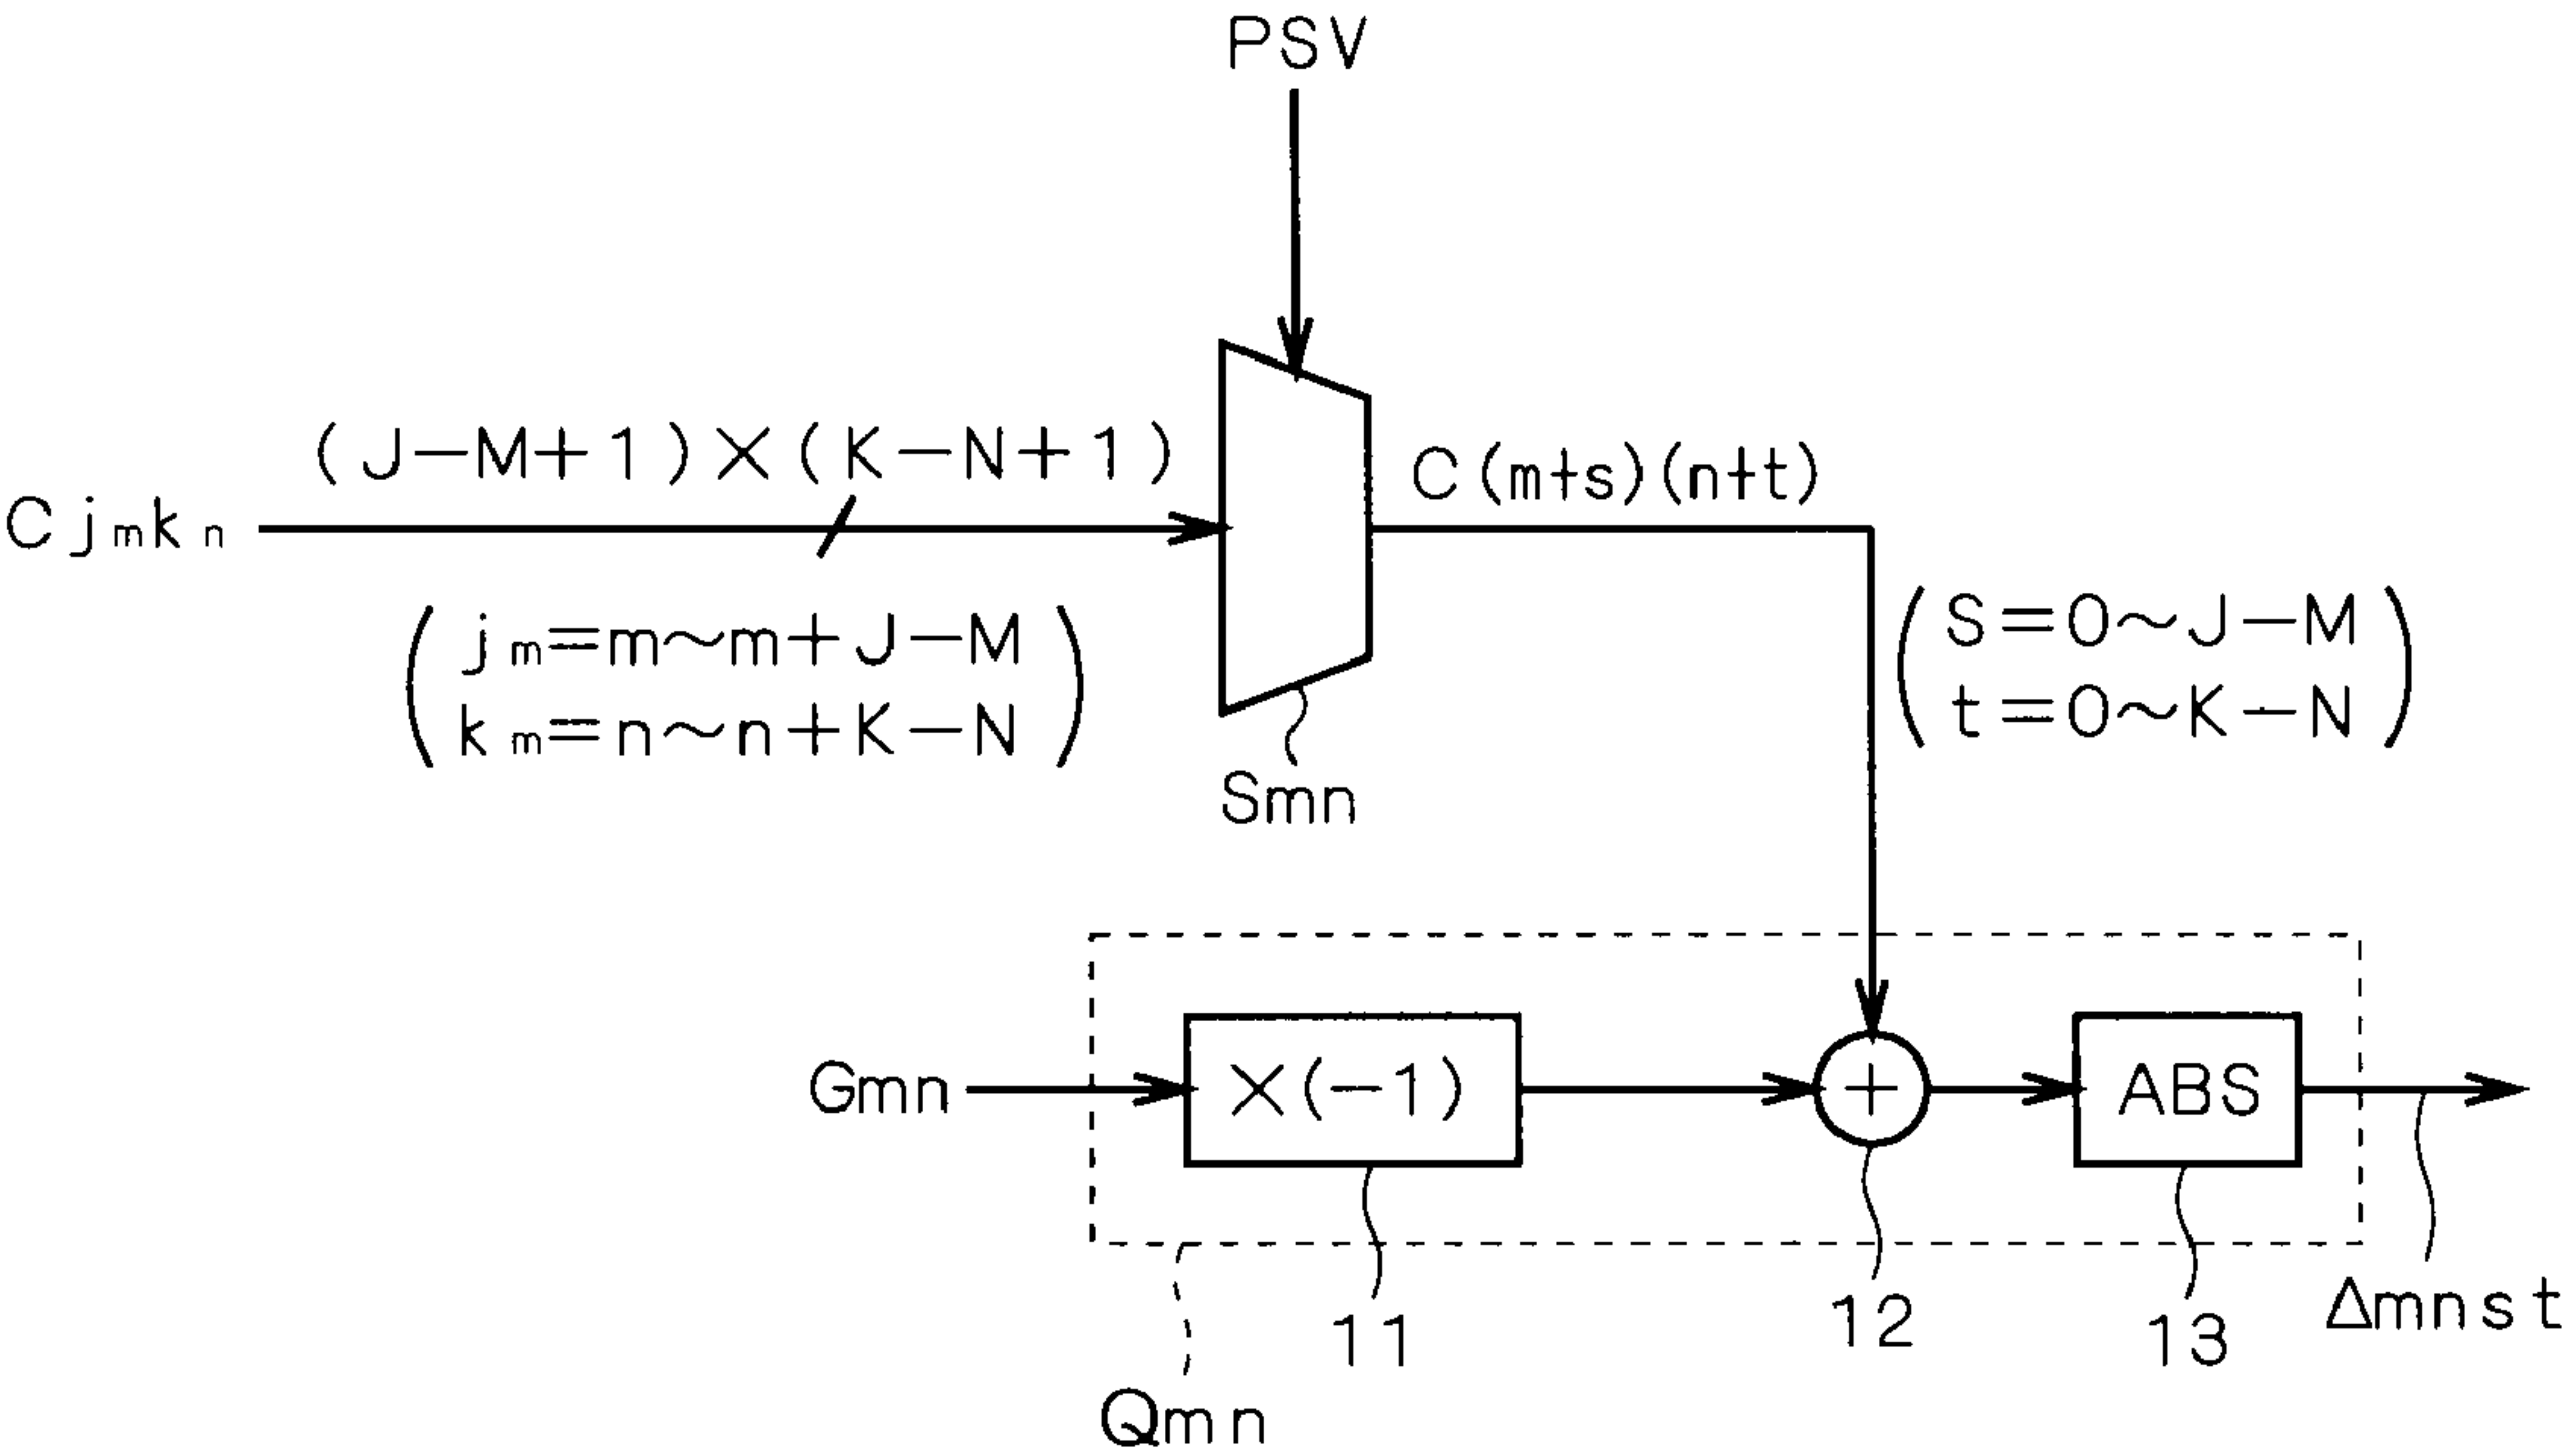 PSV
(J-M+1)×(K-N+1)
C(m+s)(n+t)
Cjmkn
jm=m~m+J-M
km=n~n+K-N
S=0~J-M
t=0~K-N
Smn
Gmn
×(-1)
+
ABS
11
12
13
Δmnst
Qmn